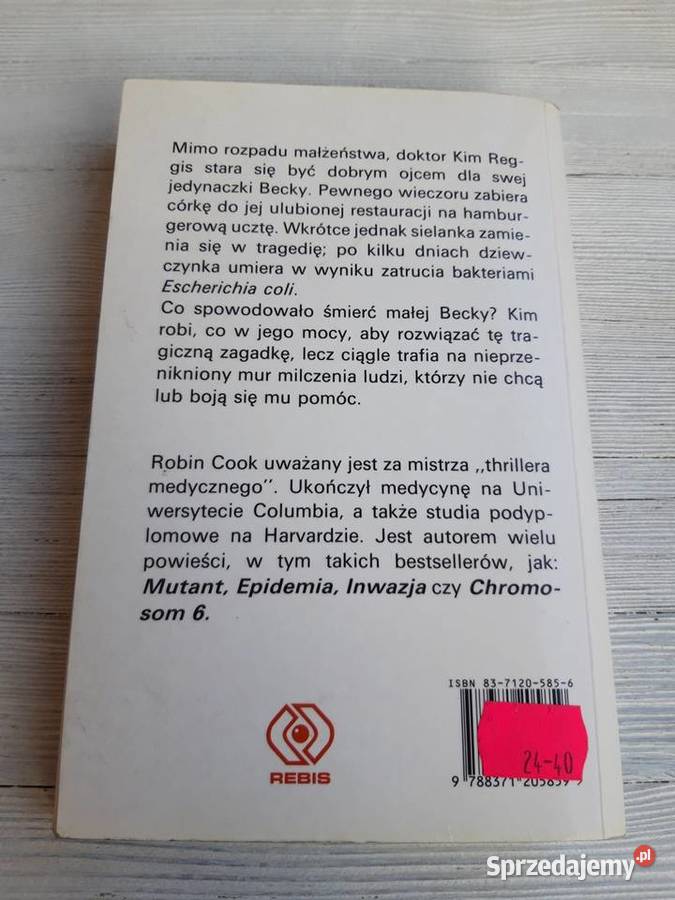 Mimo rozpadu małżeństwa, doktor Kim Reg-
gis stara się być dobrym ojcem dla swej
jedynaczki Becky. Pewnego wieczoru zabiera
córkę do jej ulubionej restauracji na hambur-
gerową ucztę. Wkrótce jednak sielanka zamie-
nia się w tragedię; po kilku dniach dziew-
czynka umiera w wyniku zatrucia bakteriami
Escherichia coli.
Co spowodowało śmierć małej Becky? Kim
robi, co w jego mocy, aby rozwiązać tę tra-
giczną zagadkę, lecz ciągle trafia na nieprze-
nikniony mur milczenia ludzi, którzy nie chcą
lub boją się mu pomóc.
Robin Cook uważany jest za mistrza ,,thrillera
medycznego''. Ukończył medycynę na Uni-
wersytecie Columbia, a także studia podyp-
lomowe na Harvardzie. Jest autorem wielu
powieści, w tym takich bestsellerów, jak:
Mutant, Epidemia, Inwazja czy Chromo-
som 6.
ISBN 83-7120-585-6
24-40
9 788371 205859
REBIS
Sprzedajemy.pl